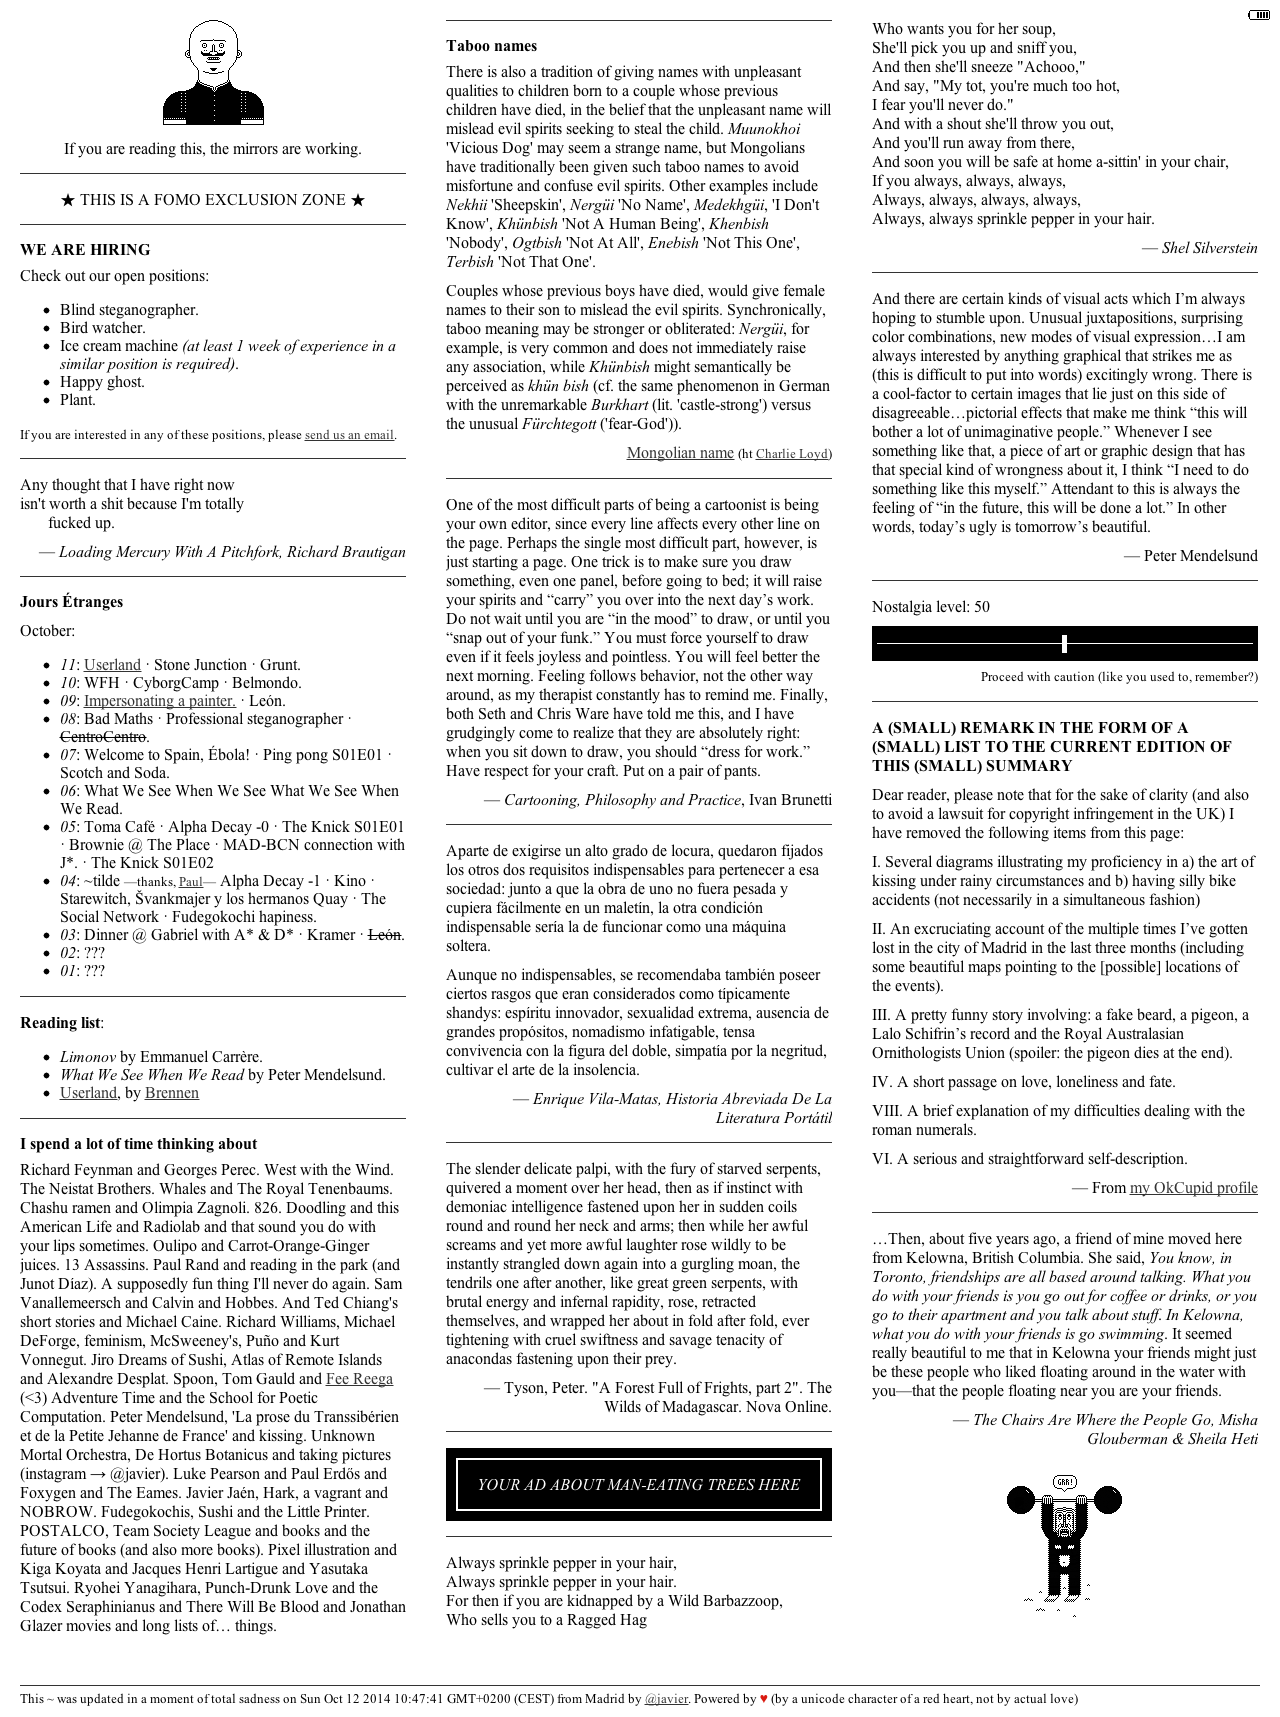 If you are reading this, the mirrors are working.
★ THIS IS A FOMO EXCLUSION ZONE ★
WE ARE HIRING
Check out our open positions:
• Blind steganographer.
• Bird watcher.
• Ice cream machine (at least 1 week of experience in a
similar position is required).
• Happy ghost.
• Plant.
If you are interested in any of these positions, please send us an email.
Any thought that I have right now
isn't worth a shit because I'm totally
fucked up.
— Loading Mercury With A Pitchfork, Richard Brautigan
Jours Étranges
October:
• 11: Userland · Stone Junction · Grunt.
• 10: WFH · CyborgCamp · Belmondo.
• 09: Impersonating a painter. · León.
• 08: Bad Maths · Professional steganographer ·
CentroCentro.
• 07: Welcome to Spain, Ébola! · Ping pong S01E01 ·
Scotch and Soda.
• 06: What We See When We See What We See When
We Read.
• 05: Toma Café · Alpha Decay -0 · The Knick S01E01
· Brownie @ The Place · MAD-BCN connection with
J*. · The Knick S01E02
• 04: ~tilde —thanks, Paul— Alpha Decay -1 · Kino ·
Starewitch, Švankmajer y los hermanos Quay · The
Social Network · Fudegokochi hapiness.
• 03: Dinner @ Gabriel with A* & D* · Kramer · León.
• 02: ???
• 01: ???
Reading list:
• Limonov by Emmanuel Carrère.
• What We See When We Read by Peter Mendelsund.
• Userland, by Brennen
I spend a lot of time thinking about
Richard Feynman and Georges Perec. West with the Wind.
The Neistat Brothers. Whales and The Royal Tenenbaums.
Chashu ramen and Olimpia Zagnoli. 826. Doodling and this
American Life and Radiolab and that sound you do with
your lips sometimes. Oulipo and Carrot-Orange-Ginger
juices. 13 Assassins. Paul Rand and reading in the park (and
Junot Díaz). A supposedly fun thing I'll never do again. Sam
Vanallemeersch and Calvin and Hobbes. And Ted Chiang's
short stories and Michael Caine. Richard Williams, Michael
DeForge, feminism, McSweeney's, Puño and Kurt
Vonnegut. Jiro Dreams of Sushi, Atlas of Remote Islands
and Alexandre Desplat. Spoon, Tom Gauld and Fee Reega
(<3) Adventure Time and the School for Poetic
Computation. Peter Mendelsund, 'La prose du Transsibérien
et de la Petite Jehanne de France' and kissing. Unknown
Mortal Orchestra, De Hortus Botanicus and taking pictures
(instagram → @javier). Luke Pearson and Paul Erdős and
Foxygen and The Eames. Javier Jaén, Hark, a vagrant and
NOBROW. Fudegokochis, Sushi and the Little Printer.
POSTALCO, Team Society League and books and the
future of books (and also more books). Pixel illustration and
Kiga Koyata and Jacques Henri Lartigue and Yasutaka
Tsutsui. Ryohei Yanagihara, Punch-Drunk Love and the
Codex Seraphinianus and There Will Be Blood and Jonathan
Glazer movies and long lists of… things.
Taboo names
There is also a tradition of giving names with unpleasant
qualities to children born to a couple whose previous
children have died, in the belief that the unpleasant name will
mislead evil spirits seeking to steal the child. Muunokhoi
'Vicious Dog' may seem a strange name, but Mongolians
have traditionally been given such taboo names to avoid
misfortune and confuse evil spirits. Other examples include
Nekhii 'Sheepskin', Nergüi 'No Name', Medekhgüi, 'I Don't
Know', Khünbish 'Not A Human Being', Khenbish
'Nobody', Ogtbish 'Not At All', Enebish 'Not This One',
Terbish 'Not That One'.
Couples whose previous boys have died, would give female
names to their son to mislead the evil spirits. Synchronically,
taboo meaning may be stronger or obliterated: Nergüi, for
example, is very common and does not immediately raise
any association, while Khünbish might semantically be
perceived as khün bish (cf. the same phenomenon in German
with the unremarkable Burkhart (lit. 'castle-strong') versus
the unusual Fürchtegott ('fear-God')).
Mongolian name (ht Charlie Loyd)
One of the most difficult parts of being a cartoonist is being
your own editor, since every line affects every other line on
the page. Perhaps the single most difficult part, however, is
just starting a page. One trick is to make sure you draw
something, even one panel, before going to bed; it will raise
your spirits and “carry” you over into the next day’s work.
Do not wait until you are “in the mood” to draw, or until you
“snap out of your funk.” You must force yourself to draw
even if it feels joyless and pointless. You will feel better the
next morning. Feeling follows behavior, not the other way
around, as my therapist constantly has to remind me. Finally,
both Seth and Chris Ware have told me this, and I have
grudgingly come to realize that they are absolutely right:
when you sit down to draw, you should “dress for work.”
Have respect for your craft. Put on a pair of pants.
— Cartooning, Philosophy and Practice, Ivan Brunetti
Aparte de exigirse un alto grado de locura, quedaron fijados
los otros dos requisitos indispensables para pertenecer a esa
sociedad: junto a que la obra de uno no fuera pesada y
cupiera fácilmente en un maletín, la otra condición
indispensable sería la de funcionar como una máquina
soltera.
Aunque no indispensables, se recomendaba también poseer
ciertos rasgos que eran considerados como típicamente
shandys: espíritu innovador, sexualidad extrema, ausencia de
grandes propósitos, nomadismo infatigable, tensa
convivencia con la figura del doble, simpatía por la negritud,
cultivar el arte de la insolencia.
— Enrique Vila-Matas, Historia Abreviada De La
Literatura Portátil
The slender delicate palpi, with the fury of starved serpents,
quivered a moment over her head, then as if instinct with
demoniac intelligence fastened upon her in sudden coils
round and round her neck and arms; then while her awful
screams and yet more awful laughter rose wildly to be
instantly strangled down again into a gurgling moan, the
tendrils one after another, like great green serpents, with
brutal energy and infernal rapidity, rose, retracted
themselves, and wrapped her about in fold after fold, ever
tightening with cruel swiftness and savage tenacity of
anacondas fastening upon their prey.
— Tyson, Peter. "A Forest Full of Frights, part 2". The
Wilds of Madagascar. Nova Online.
YOUR AD ABOUT MAN-EATING TREES HERE
Always sprinkle pepper in your hair,
Always sprinkle pepper in your hair.
For then if you are kidnapped by a Wild Barbazzoop,
Who sells you to a Ragged Hag
Who wants you for her soup,
She'll pick you up and sniff you,
And then she'll sneeze "Achooo,"
And say, "My tot, you're much too hot,
I fear you'll never do."
And with a shout she'll throw you out,
And you'll run away from there,
And soon you will be safe at home a-sittin' in your chair,
If you always, always, always,
Always, always, always, always,
Always, always sprinkle pepper in your hair.
— Shel Silverstein
And there are certain kinds of visual acts which I’m always
hoping to stumble upon. Unusual juxtapositions, surprising
color combinations, new modes of visual expression…I am
always interested by anything graphical that strikes me as
(this is difficult to put into words) excitingly wrong. There is
a cool-factor to certain images that lie just on this side of
disagreeable…pictorial effects that make me think “this will
bother a lot of unimaginative people.” Whenever I see
something like that, a piece of art or graphic design that has
that special kind of wrongness about it, I think “I need to do
something like this myself.” Attendant to this is always the
feeling of “in the future, this will be done a lot.” In other
words, today’s ugly is tomorrow’s beautiful.
— Peter Mendelsund
Nostalgia level: 50
Proceed with caution (like you used to, remember?)
A (SMALL) REMARK IN THE FORM OF A
(SMALL) LIST TO THE CURRENT EDITION OF
THIS (SMALL) SUMMARY
Dear reader, please note that for the sake of clarity (and also
to avoid a lawsuit for copyright infringement in the UK) I
have removed the following items from this page:
I. Several diagrams illustrating my proficiency in a) the art of
kissing under rainy circumstances and b) having silly bike
accidents (not necessarily in a simultaneous fashion)
II. An excruciating account of the multiple times I’ve gotten
lost in the city of Madrid in the last three months (including
some beautiful maps pointing to the [possible] locations of
the events).
III. A pretty funny story involving: a fake beard, a pigeon, a
Lalo Schifrin’s record and the Royal Australasian
Ornithologists Union (spoiler: the pigeon dies at the end).
IV. A short passage on love, loneliness and fate.
VIII. A brief explanation of my difficulties dealing with the
roman numerals.
VI. A serious and straightforward self-description.
— From my OkCupid profile
…Then, about five years ago, a friend of mine moved here
from Kelowna, British Columbia. She said, You know, in
Toronto, friendships are all based around talking. What you
do with your friends is you go out for coffee or drinks, or you
go to their apartment and you talk about stuff. In Kelowna,
what you do with your friends is go swimming. It seemed
really beautiful to me that in Kelowna your friends might just
be these people who liked floating around in the water with
you—that the people floating near you are your friends.
— The Chairs Are Where the People Go, Misha
Glouberman & Sheila Heti
GRR!
This ~ was updated in a moment of total sadness on Sun Oct 12 2014 10:47:41 GMT+0200 (CEST) from Madrid by @javier. Powered by ♥ (by a unicode character of a red heart, not by actual love)